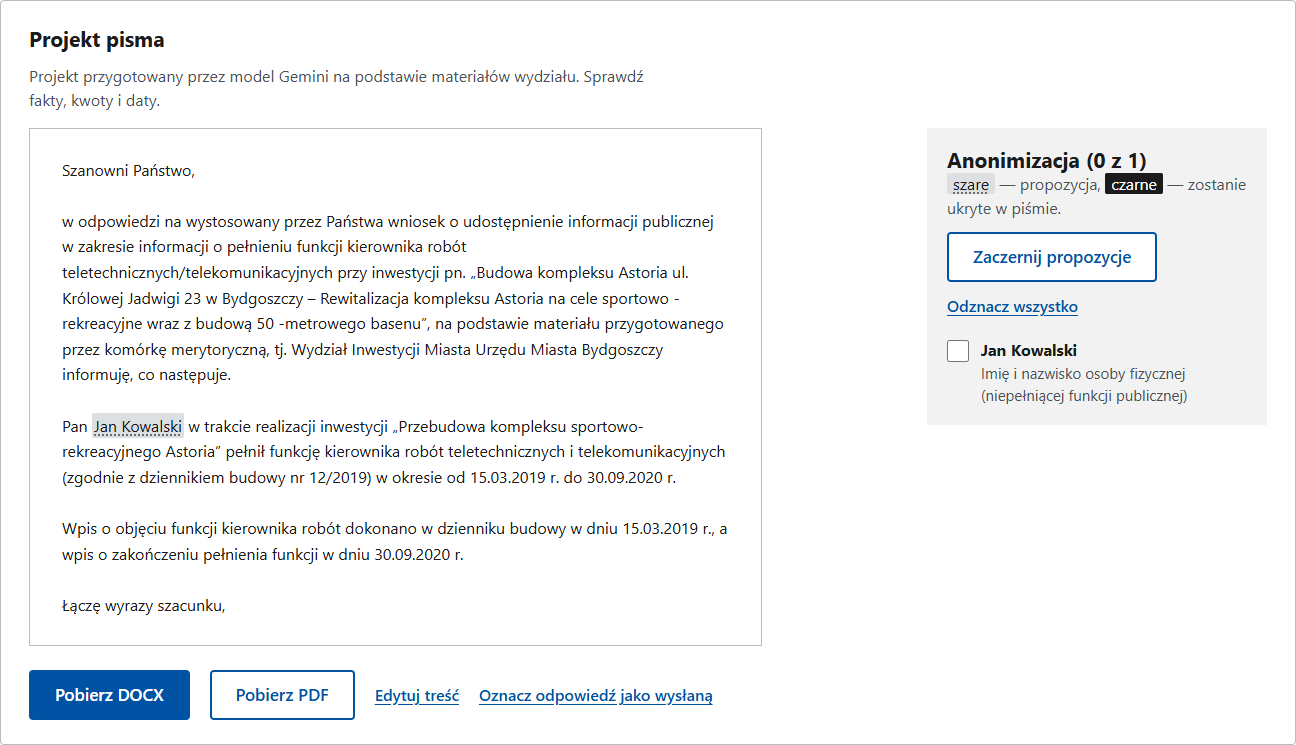 Projekt pisma
Projekt przygotowany przez model Gemini na podstawie materiałów wydziału. Sprawdź
fakty, kwoty i daty.
Szanowni Państwo,
w odpowiedzi na wystosowany przez Państwa wniosek o udostępnienie informacji publicznej
w zakresie informacji o pełnieniu funkcji kierownika robót
teletechnicznych/telekomunikacyjnych przy inwestycji pn. „Budowa kompleksu Astoria ul.
Królowej Jadwigi 23 w Bydgoszczy – Rewitalizacja kompleksu Astoria na cele sportowo -
rekreacyjne wraz z budową 50 -metrowego basenu”, na podstawie materiału przygotowanego
przez komórkę merytoryczną, tj. Wydział Inwestycji Miasta Urzędu Miasta Bydgoszczy
informuję, co następuje.
Pan Jan Kowalski w trakcie realizacji inwestycji „Przebudowa kompleksu sportowo-
rekreacyjnego Astoria” pełnił funkcję kierownika robót teletechnicznych i telekomunikacyjnych
(zgodnie z dziennikiem budowy nr 12/2019) w okresie od 15.03.2019 r. do 30.09.2020 r.
Wpis o objęciu funkcji kierownika robót dokonano w dzienniku budowy w dniu 15.03.2019 r., a
wpis o zakończeniu pełnienia funkcji w dniu 30.09.2020 r.
Łączę wyrazy szacunku,
Anonimizacja (0 z 1)
szare — propozycja, czarne — zostanie
ukryte w piśmie.
Zaczernij propozycje
Odznacz wszystko
Jan Kowalski
Imię i nazwisko osoby fizycznej
(niepełniącej funkcji publicznej)
Pobierz DOCX
Pobierz PDF
Edytuj treść
Oznacz odpowiedź jako wysłaną